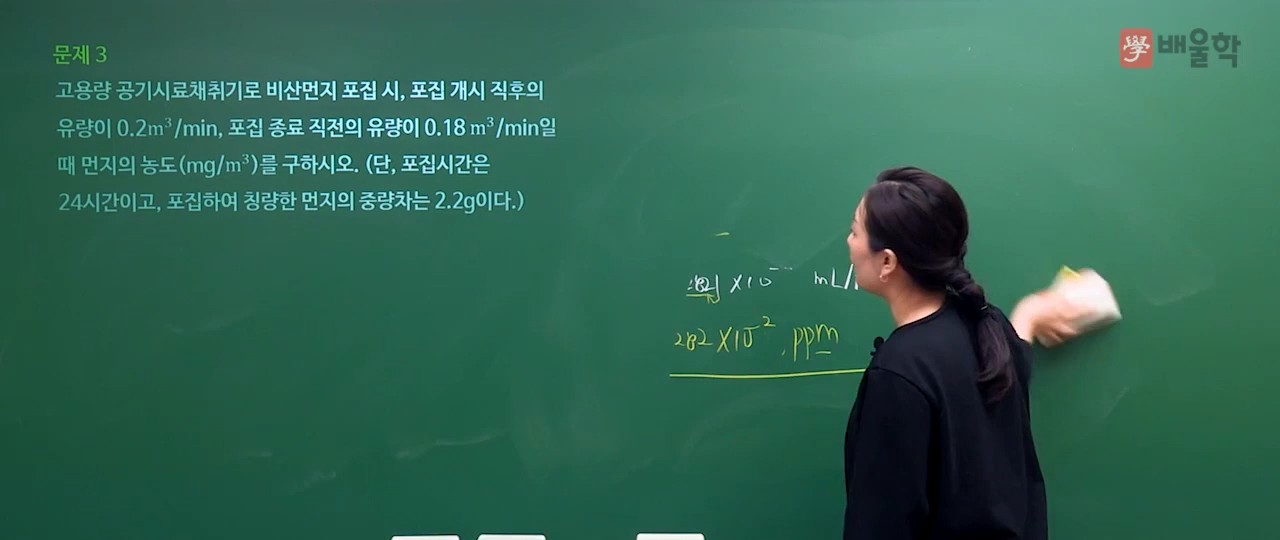 學 배울학
문제 3
고용량 공기시료채취기로 비산먼지 포집 시, 포집 개시 직후의
유량이 0.2m³/min, 포집 종료 직전의 유량이 0.18 m³/min일
때 먼지의 농도(mg/m³)를 구하시오. (단, 포집시간은
24시간이고, 포집하여 칭량한 먼지의 중량차는 2.2g이다.)
×10 mL/
282×10⁻² ppm